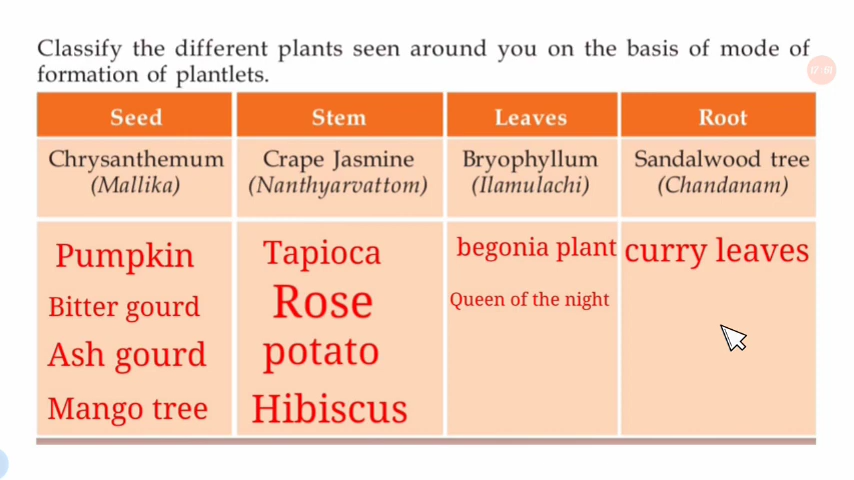 Classify the different plants seen around you on the basis of mode of
formation of plantlets.
Seed Stem Leaves Root
Chrysanthemum Crape Jasmine Bryophyllum Sandalwood tree
(Mallika) (Nanthyarvattom) (Ilamulachi) (Chandanam)
Pumpkin Tapioca begonia plant curry leaves
Bitter gourd Rose Queen of the night
Ash gourd potato
Mango tree Hibiscus